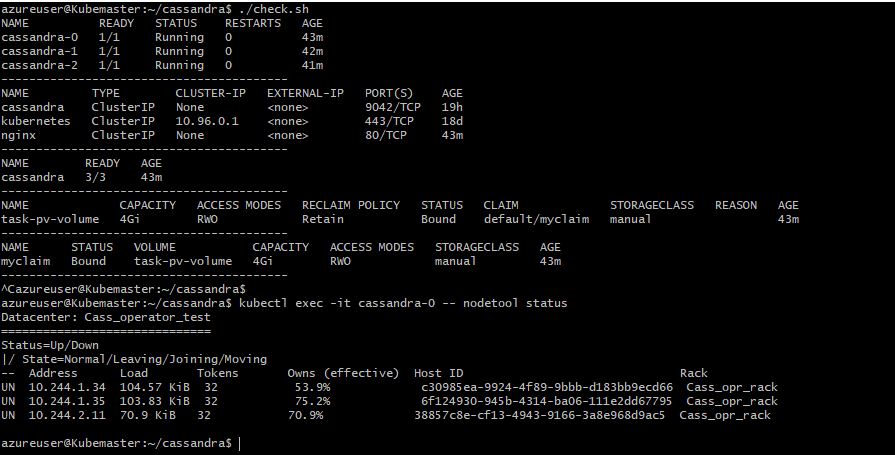 azureuser@Kubemaster:~/cassandra$ ./check.sh
NAME          READY   STATUS    RESTARTS   AGE
cassandra-0   1/1     Running   0          43m
cassandra-1   1/1     Running   0          42m
cassandra-2   1/1     Running   0          41m
-----------------------------------------
NAME         TYPE        CLUSTER-IP   EXTERNAL-IP   PORT(S)    AGE
cassandra    ClusterIP   None         <none>        9042/TCP   19h
kubernetes   ClusterIP   10.96.0.1    <none>        443/TCP    18d
nginx        ClusterIP   None         <none>        80/TCP     43m
-----------------------------------------
NAME        READY   AGE
cassandra   3/3     43m
-----------------------------------------
NAME             CAPACITY   ACCESS MODES   RECLAIM POLICY   STATUS   CLAIM             STORAGECLASS   REASON   AGE
task-pv-volume   4Gi        RWO            Retain           Bound    default/myclaim   manual                  43m
-----------------------------------------
NAME      STATUS   VOLUME           CAPACITY   ACCESS MODES   STORAGECLASS   AGE
myclaim   Bound    task-pv-volume   4Gi        RWO            manual         43m
-----------------------------------------
^Cazureuser@Kubemaster:~/cassandra$
azureuser@Kubemaster:~/cassandra$ kubectl exec -it cassandra-0 -- nodetool status
Datacenter: Cass_operator_test
==============================
Status=Up/Down
|/ State=Normal/Leaving/Joining/Moving
--  Address      Load        Tokens       Owns (effective)  Host ID                               Rack
UN  10.244.1.34  104.57 KiB  32           53.9%             c30985ea-9924-4f89-9bbb-d183bb9ecd66  Cass_opr_rack
UN  10.244.1.35  103.83 KiB  32           75.2%             6f124930-945b-4314-ba06-111e2dd67795  Cass_opr_rack
UN  10.244.2.11  70.9 KiB    32           70.9%             38857c8e-cf13-4943-9166-3a8e968d9ac5  Cass_opr_rack
azureuser@Kubemaster:~/cassandra$